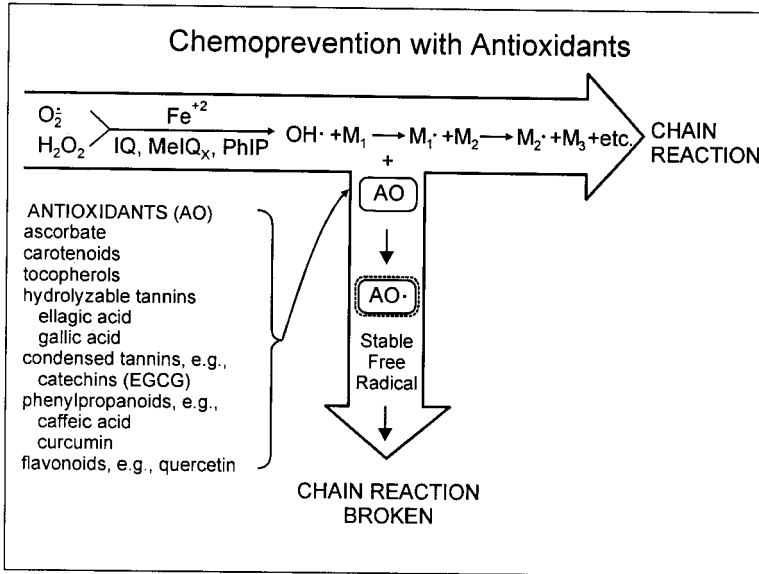 Chemoprevention with Antioxidants
O₂∸
H₂O₂
Fe⁺²
IQ, MeIQₓ, PhIP
OH· +M₁ → M₁· +M₂ → M₂· +M₃ +etc.
CHAIN
REACTION
+
AO
AO·
Stable
Free
Radical
CHAIN REACTION
BROKEN
ANTIOXIDANTS (AO)
ascorbate
carotenoids
tocopherols
hydrolyzable tannins
ellagic acid
gallic acid
condensed tannins, e.g.,
catechins (EGCG)
phenylpropanoids, e.g.,
caffeic acid
curcumin
flavonoids, e.g., quercetin